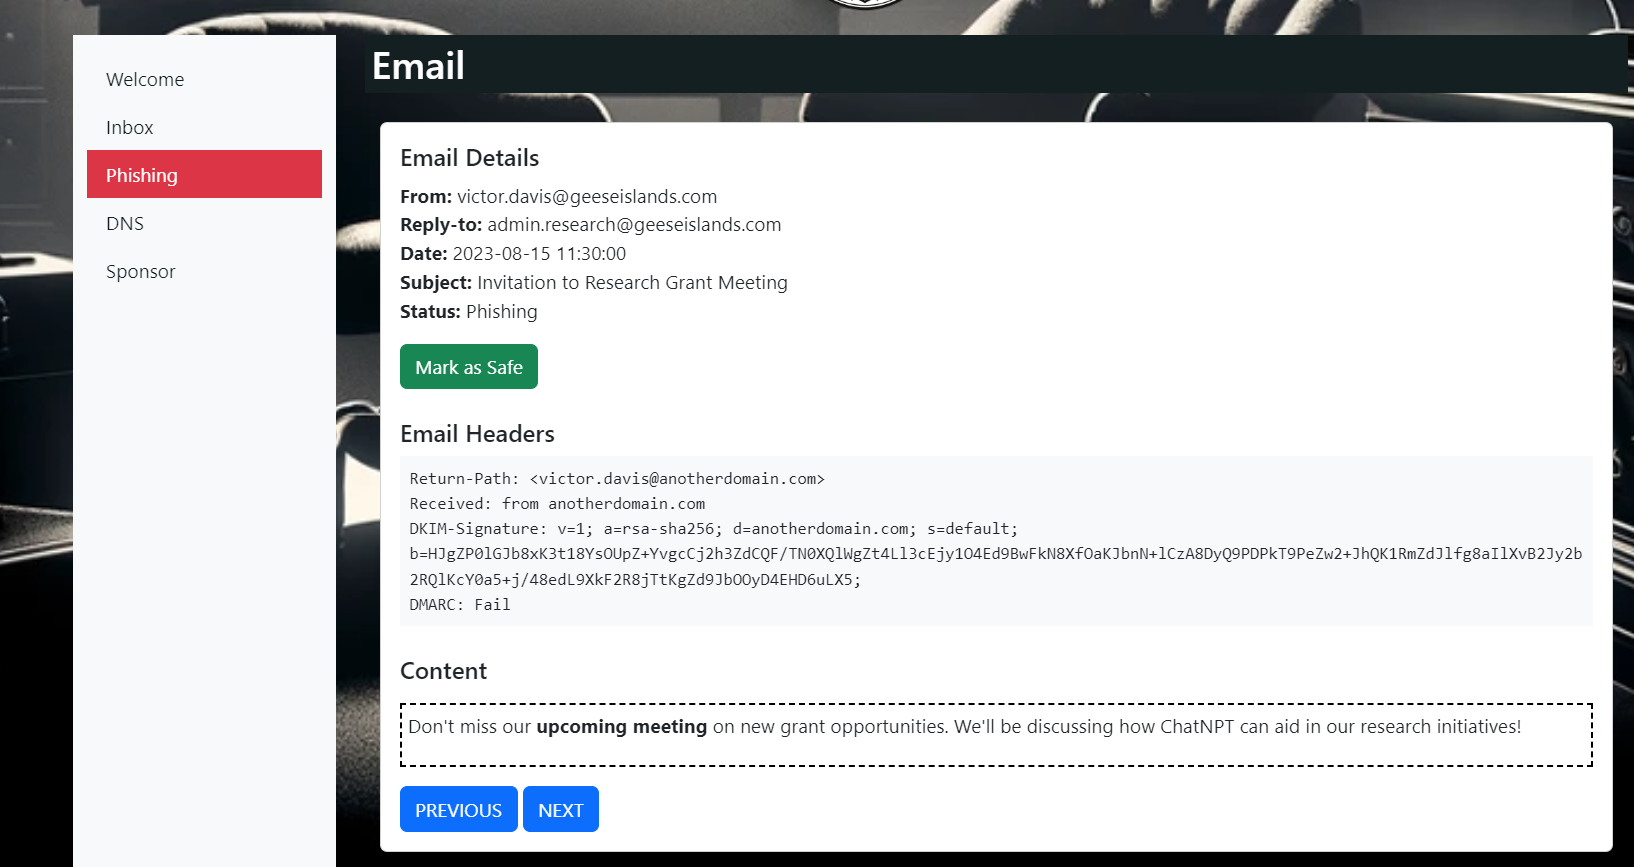 Welcome
Inbox
Phishing
DNS
Sponsor
Email
Email Details
From: victor.davis@geeseislands.com
Reply-to: admin.research@geeseislands.com
Date: 2023-08-15 11:30:00
Subject: Invitation to Research Grant Meeting
Status: Phishing
Mark as Safe
Email Headers
Return-Path: <victor.davis@anotherdomain.com>
Received: from anotherdomain.com
DKIM-Signature: v=1; a=rsa-sha256; d=anotherdomain.com; s=default;
b=HJgZP0lGJb8xK3t18YsOUpZ+YvgcCj2h3ZdCQF/TN0XQlWgZt4Ll3cEjy1O4Ed9BwFkN8XfOaKJbnN+lCzA8DyQ9PDPkT9PeZw2+JhQK1RmZdJlfg8aIlXvB2Jy2b
2RQlKcY0a5+j/48edL9XkF2R8jTtKgZd9JbOOyD4EHD6uLX5;
DMARC: Fail
Content
Don't miss our upcoming meeting on new grant opportunities. We'll be discussing how ChatNPT can aid in our research initiatives!
PREVIOUS
NEXT